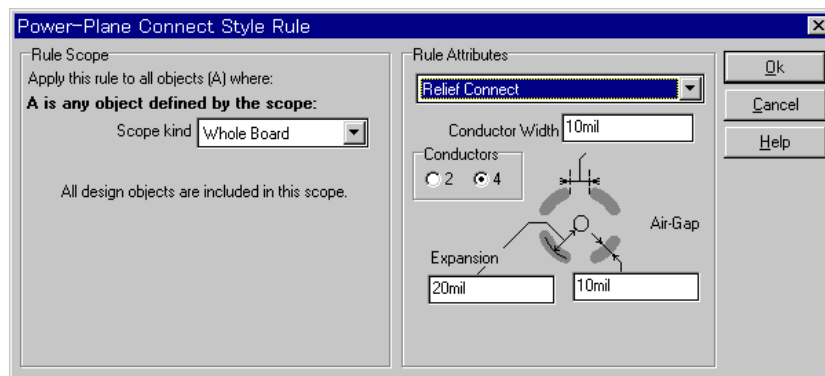 Power-Plane Connect Style Rule
Rule Scope
Apply this rule to all objects (A) where:
A is any object defined by the scope:
Scope kind Whole Board
All design objects are included in this scope.
Rule Attributes
Relief Connect
Conductor Width 10mil
Conductors
2 4
Air-Gap
Expansion
20mil 10mil
Ok
Cancel
Help